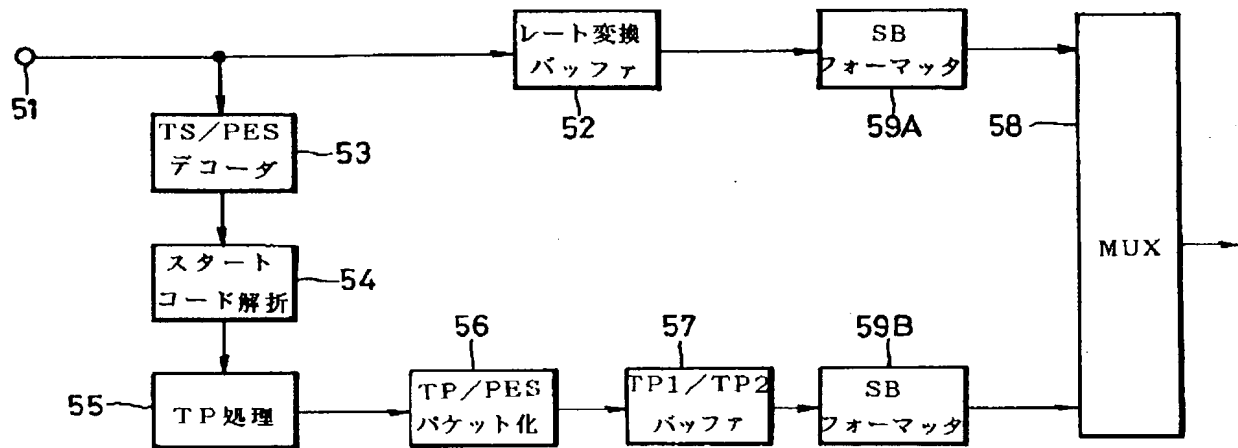 51
レート変換
バッファ
52
SB
フォーマッタ
59A
58
MUX
TS/PES
デコーダ
53
スタート
コード解折
54
55
TP処理
56
TP/PES
パケット化
57
TP1/TP2
バッファ
59B
SB
フォーマッタ